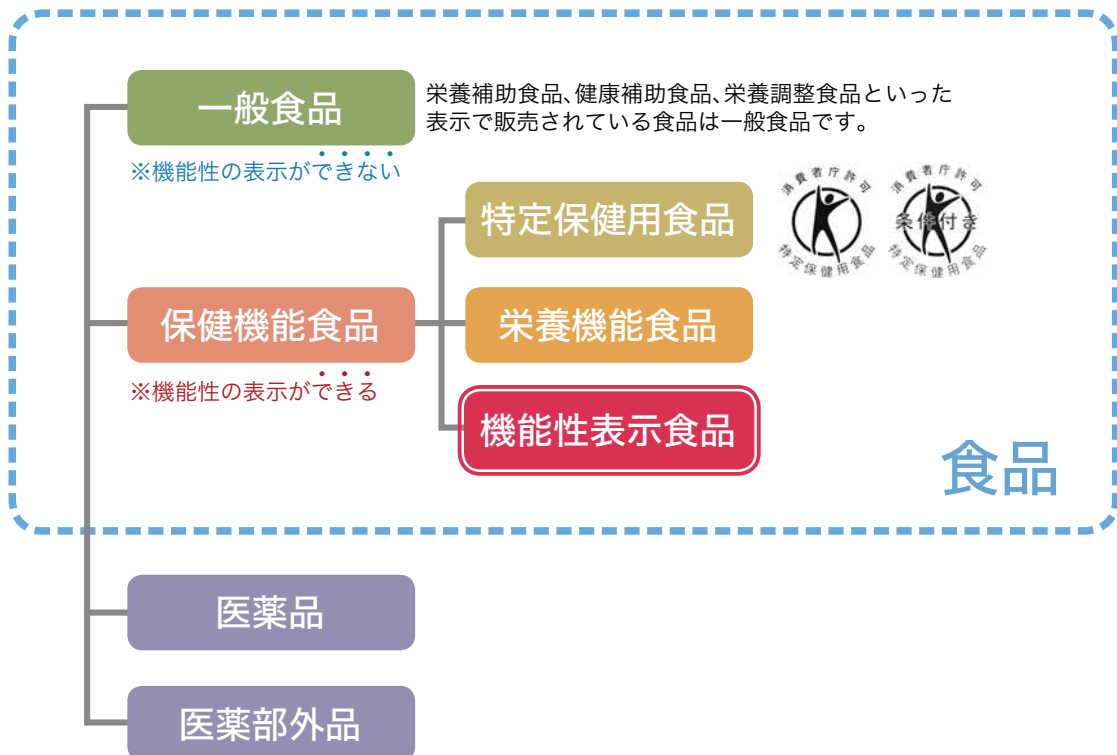 一般食品
栄養補助食品、健康補助食品、栄養調整食品といった
表示で販売されている食品は一般食品です。
※機能性の表示ができない
特定保健用食品
消費者庁許可
特定保健用食品
消費者庁許可
条件付き
特定保健用食品
保健機能食品
栄養機能食品
※機能性の表示ができる
機能性表示食品
食品
医薬品
医薬部外品